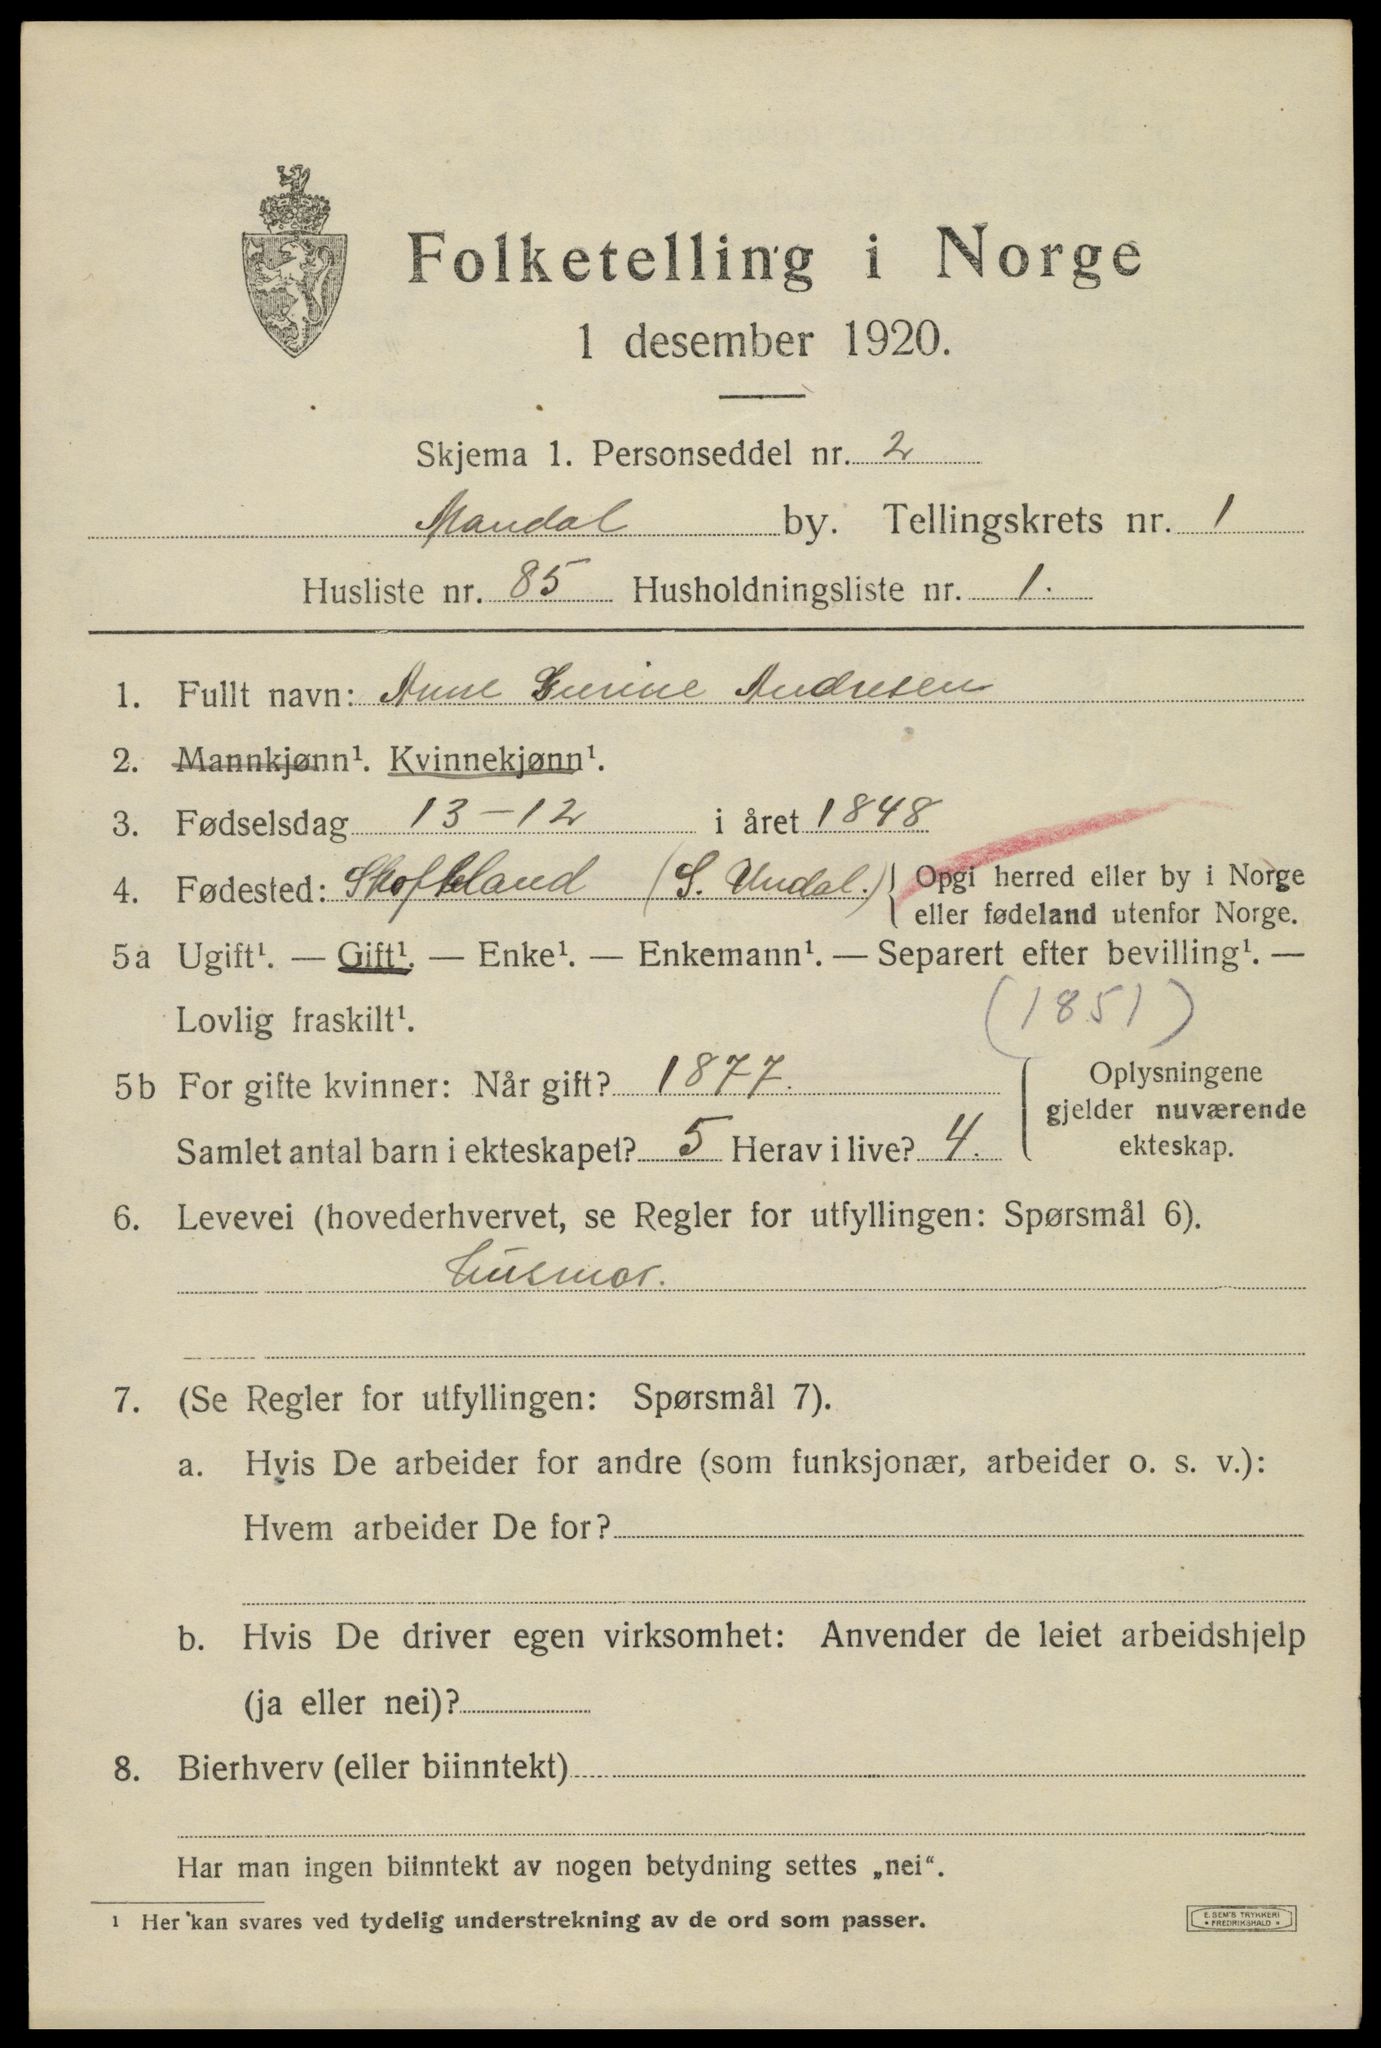 Folketelling i Norge
1 desember 1920.
Skjema 1. Personseddel nr. 2
Mandal by. Tellingskrets nr. 1
Husliste nr. 85 Husholdningsliste nr. 1.
1. Fullt navn: Anne Andresen
2. Mannkjønn¹. Kvinnekjønn¹.
3. Fødselsdag 13-12 i året 1848
4. Fødested: (S. Undal.) Opgi herred eller by i Norge
eller fødeland utenfor Norge.
5a Ugift¹. — Gift¹. — Enke¹. — Enkemann¹. — Separert efter bevilling¹. —
Lovlig fraskilt¹. (1851)
5b For gifte kvinner: Når gift? 1877. Oplysningene
gjelder nuværende
Samlet antal barn i ekteskapet? 5 Herav i live? 4. ekteskap.
6. Levevei (hovederhvervet, se Regler for utfyllingen: Spørsmål 6).
husmor.
7. (Se Regler for utfyllingen: Spørsmål 7).
a. Hvis De arbeider for andre (som funksjonær, arbeider o. s. v.):
Hvem arbeider De for?
b. Hvis De driver egen virksomhet: Anvender de leiet arbeidshjelp
(ja eller nei)?
8. Bierhverv (eller biinntekt)
Har man ingen biinntekt av nogen betydning settes „nei“.
¹ Her kan svares ved tydelig understrekning av de ord som passer.
E. SEM'S TRYKKERI
* FREDRIKSHALD *